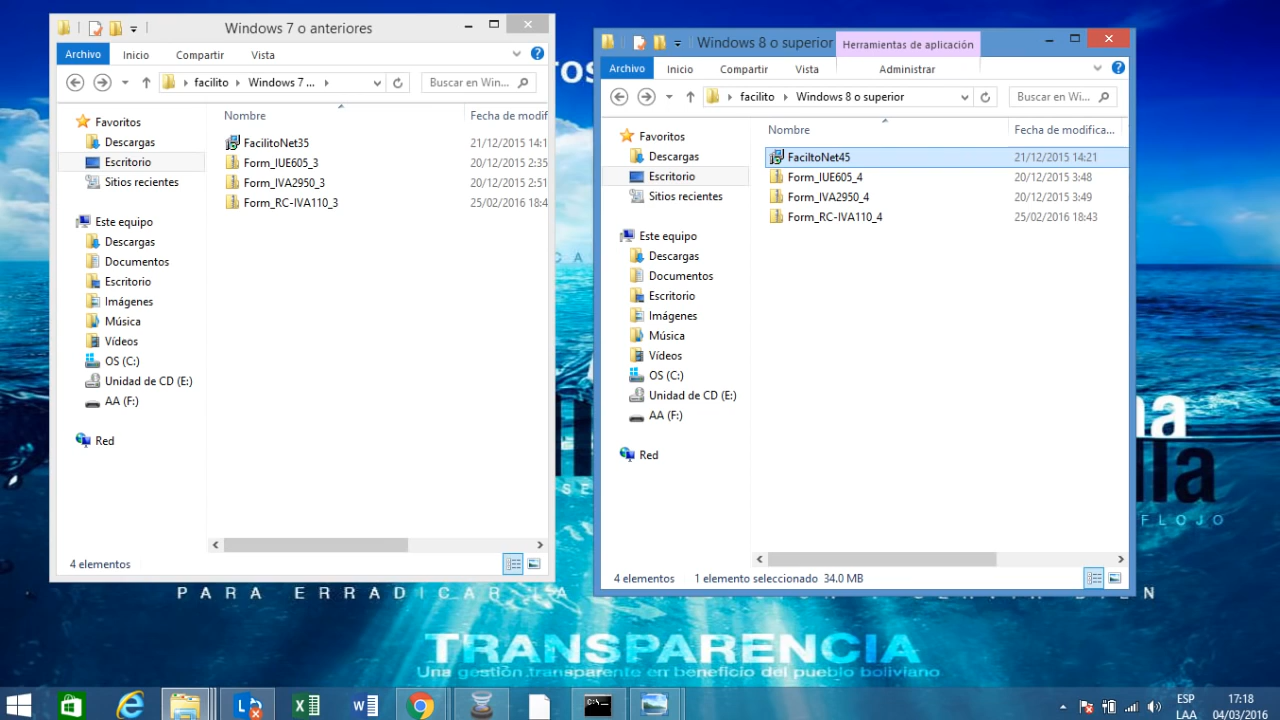 Windows 7 o anteriores
Archivo Inicio Compartir Vista
facilito Windows 7 ... Buscar en Win...
Nombre Fecha de modif
Favoritos
Descargas
Escritorio
Sitios recientes
Este equipo
Descargas
Documentos
Escritorio
Imágenes
Música
Vídeos
OS (C:)
Unidad de CD (E:)
AA (F:)
Red
FacilitoNet35 21/12/2015 14:1
Form_IUE605_3 20/12/2015 2:35
Form_IVA2950_3 20/12/2015 2:51
Form_RC-IVA110_3 25/02/2016 18:4
4 elementos
Windows 8 o superior Herramientas de aplicación
Archivo Inicio Compartir Vista Administrar
facilito Windows 8 o superior Buscar en Wi...
Nombre Fecha de modifica...
Favoritos
Descargas
Escritorio
Sitios recientes
Este equipo
Descargas
Documentos
Escritorio
Imágenes
Música
Vídeos
OS (C:)
Unidad de CD (E:)
AA (F:)
Red
FaciltoNet45 21/12/2015 14:21
Form_IUE605_4 20/12/2015 3:48
Form_IVA2950_4 20/12/2015 3:49
Form_RC-IVA110_4 25/02/2016 18:43
4 elementos 1 elemento seleccionado 34.0 MB
FLOJO
PARA ERRADICAR LA
TRANSPARENCIA
Una gestión transparente en beneficio del pueblo boliviano
ESP 17:18
LAA 04/03/2016